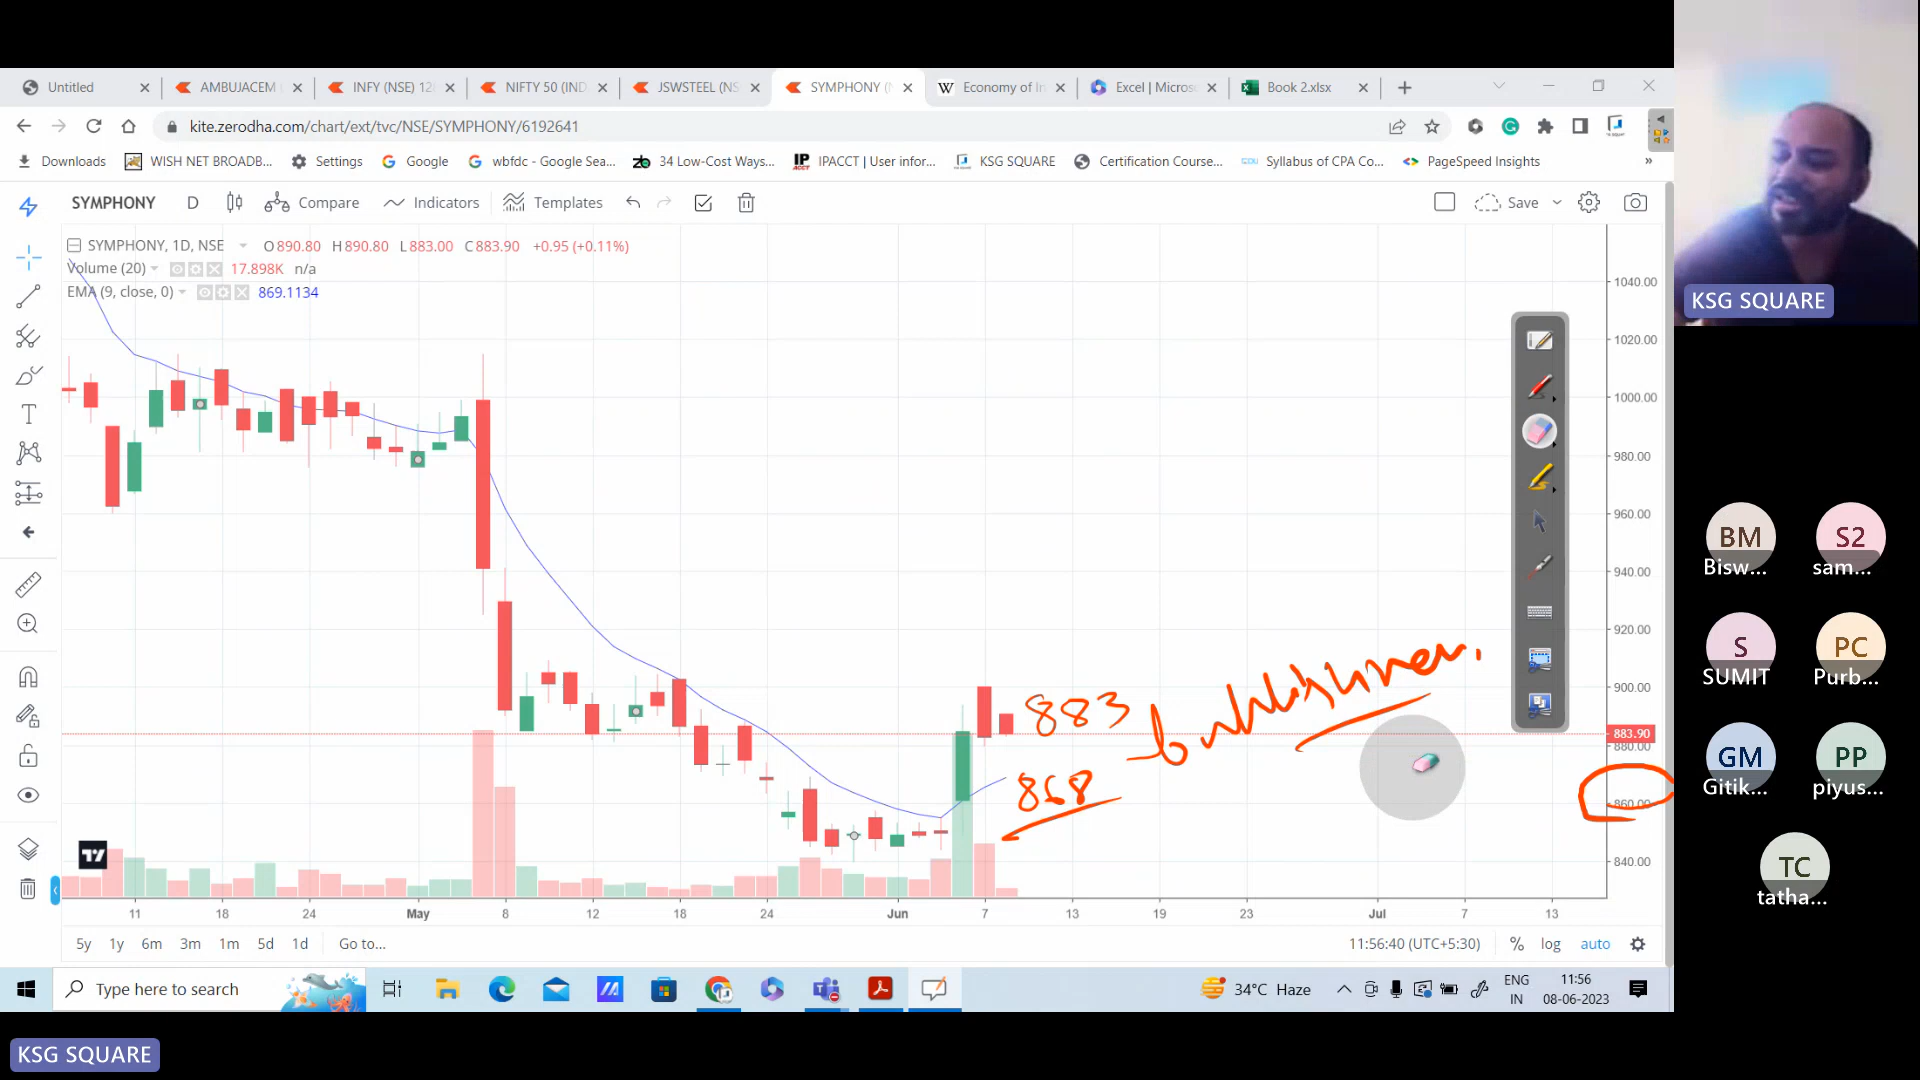 Untitled
AMBUJACEM (
INFY (NSE) 12
NIFTY 50 (IND
JSWSTEEL (NS
SYMPHONY (N
Economy of In
Excel | Micros
Book 2.xlsx
kite.zerodha.com/chart/ext/tvc/NSE/SYMPHONY/6192641
Downloads
WISH NET BROADB...
Settings
Google
wbfdc - Google Sea...
34 Low-Cost Ways...
IPACCT | User infor...
KSG SQUARE
Certification Course...
Syllabus of CPA Co...
PageSpeed Insights
SYMPHONY D Compare Indicators Templates Save
SYMPHONY, 1D, NSE O890.80 H890.80 L883.00 C883.90 +0.95 (+0.11%)
Volume (20) 17.898K n/a
EMA (9, close, 0) 869.1134
1040.00
1020.00
1000.00
980.00
960.00
940.00
920.00
900.00
883.90
880.00
860.00
840.00
883
868
11 18 24 May 8 12 18 24 Jun 7 13 19 23 Jul 7 13
5y 1y 6m 3m 1m 5d 1d Go to...
11:56:40 (UTC+5:30) % log auto
Type here to search
34°C Haze
ENG
IN
11:56
08-06-2023
KSG SQUARE
BM
Bisw...
S2
sam...
S
SUMIT
PC
Purb...
GM
Gitik...
PP
piyus...
TC
tatha...
KSG SQUARE